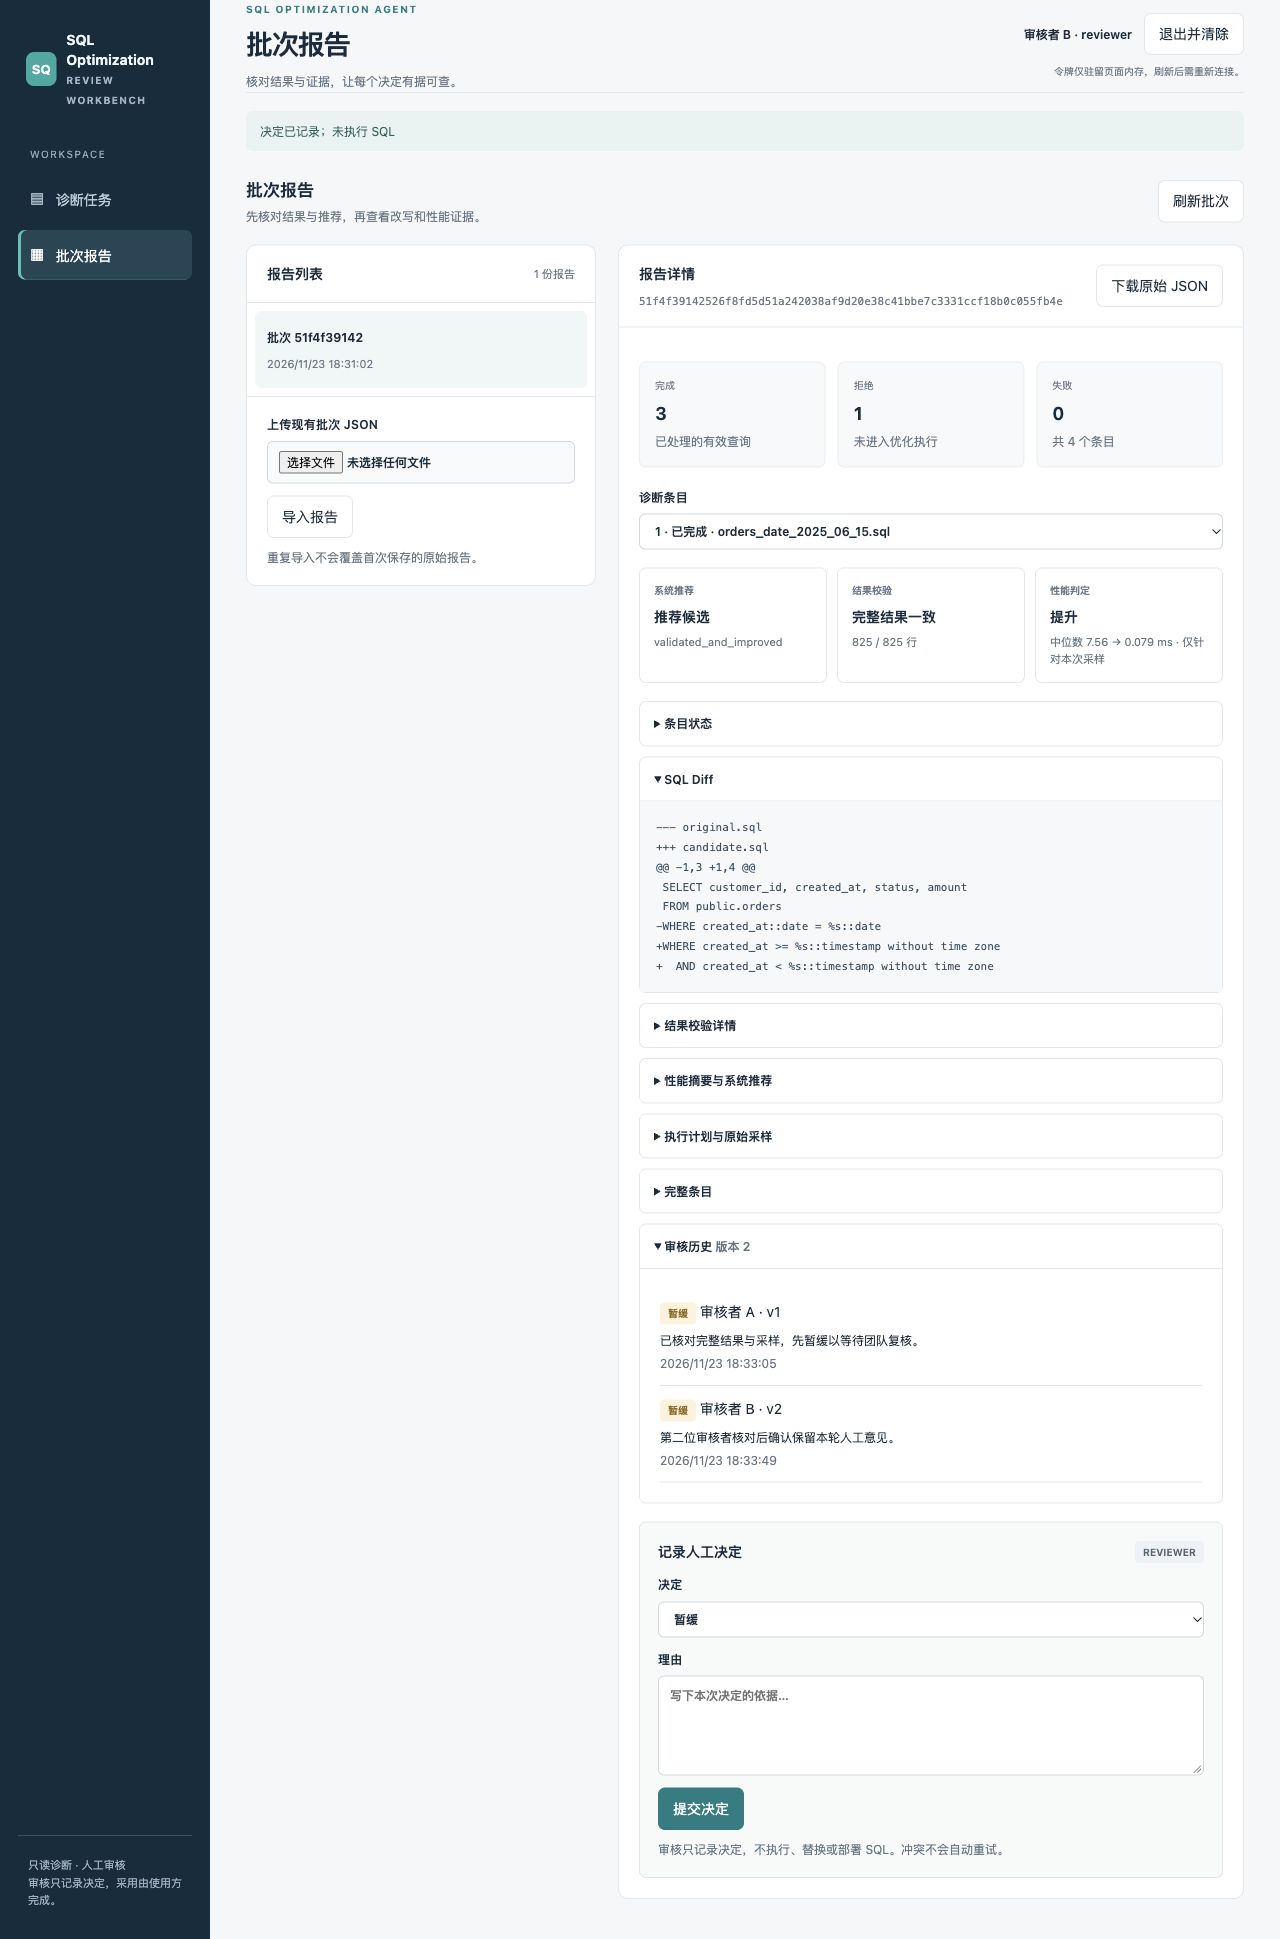 SQ
SQL
Optimization
REVIEW
WORKBENCH
WORKSPACE
诊断任务
批次报告
只读诊断 · 人工审核
审核只记录决定，采用由使用方
完成。
SQL OPTIMIZATION AGENT
批次报告
核对结果与证据，让每个决定有据可查。
审核者 B · reviewer
退出并清除
令牌仅驻留页面内存，刷新后需重新连接。
决定已记录；未执行 SQL
批次报告
先核对结果与推荐，再查看改写和性能证据。
刷新批次
报告列表
1 份报告
批次 51f4f39142
2026/11/23 18:31:02
上传现有批次 JSON
选择文件 未选择任何文件
导入报告
重复导入不会覆盖首次保存的原始报告。
报告详情
51f4f39142526f8fd5d51a242038af9d20e38c41bbe7c3331ccf18b0c055fb4e
下载原始 JSON
完成
3
已处理的有效查询
拒绝
1
未进入优化执行
失败
0
共 4 个条目
诊断条目
1 · 已完成 · orders_date_2025_06_15.sql
系统推荐
推荐候选
validated_and_improved
结果校验
完整结果一致
825 / 825 行
性能判定
提升
中位数 7.56 → 0.079 ms · 仅针
对本次采样
▶ 条目状态
▼ SQL Diff
--- original.sql
+++ candidate.sql
@@ -1,3 +1,4 @@
 SELECT customer_id, created_at, status, amount
 FROM public.orders
-WHERE created_at::date = %s::date
+WHERE created_at >= %s::timestamp without time zone
+  AND created_at < %s::timestamp without time zone
▶ 结果校验详情
▶ 性能摘要与系统推荐
▶ 执行计划与原始采样
▶ 完整条目
▼ 审核历史 版本 2
暂缓 审核者 A · v1
已核对完整结果与采样，先暂缓以等待团队复核。
2026/11/23 18:33:05
暂缓 审核者 B · v2
第二位审核者核对后确认保留本轮人工意见。
2026/11/23 18:33:49
记录人工决定
REVIEWER
决定
暂缓
理由
写下本次决定的依据...
提交决定
审核只记录决定，不执行、替换或部署 SQL。冲突不会自动重试。